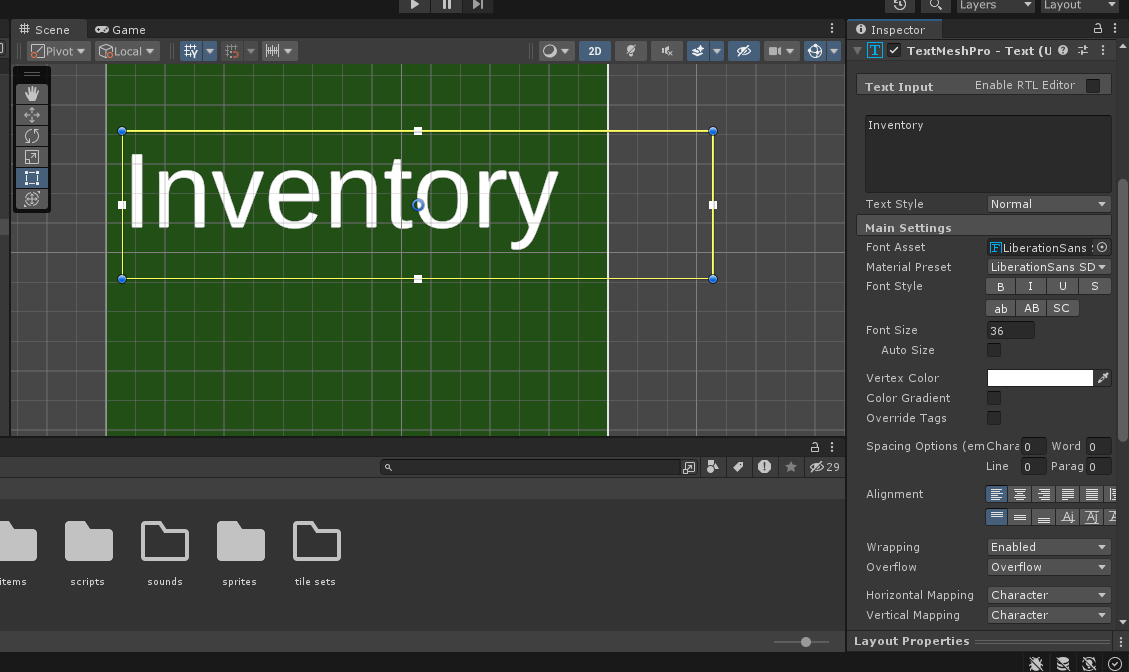 Layers
Layout
Scene
Game
Inspector
Pivot
Local
2D
TextMeshPro - Text (U
Text Input
Enable RTL Editor
Inventory
Inventory
Text Style
Normal
Main Settings
Font Asset
LiberationSans
Material Preset
LiberationSans SD
Font Style
B I U S
ab AB SC
Font Size
36
Auto Size
Vertex Color
Color Gradient
Override Tags
Spacing Options (em
Chara 0 Word 0
Line 0 Parag 0
Alignment
Wrapping
Enabled
Overflow
Overflow
Horizontal Mapping
Character
Vertical Mapping
Character
Layout Properties
29
items
scripts
sounds
sprites
tile sets